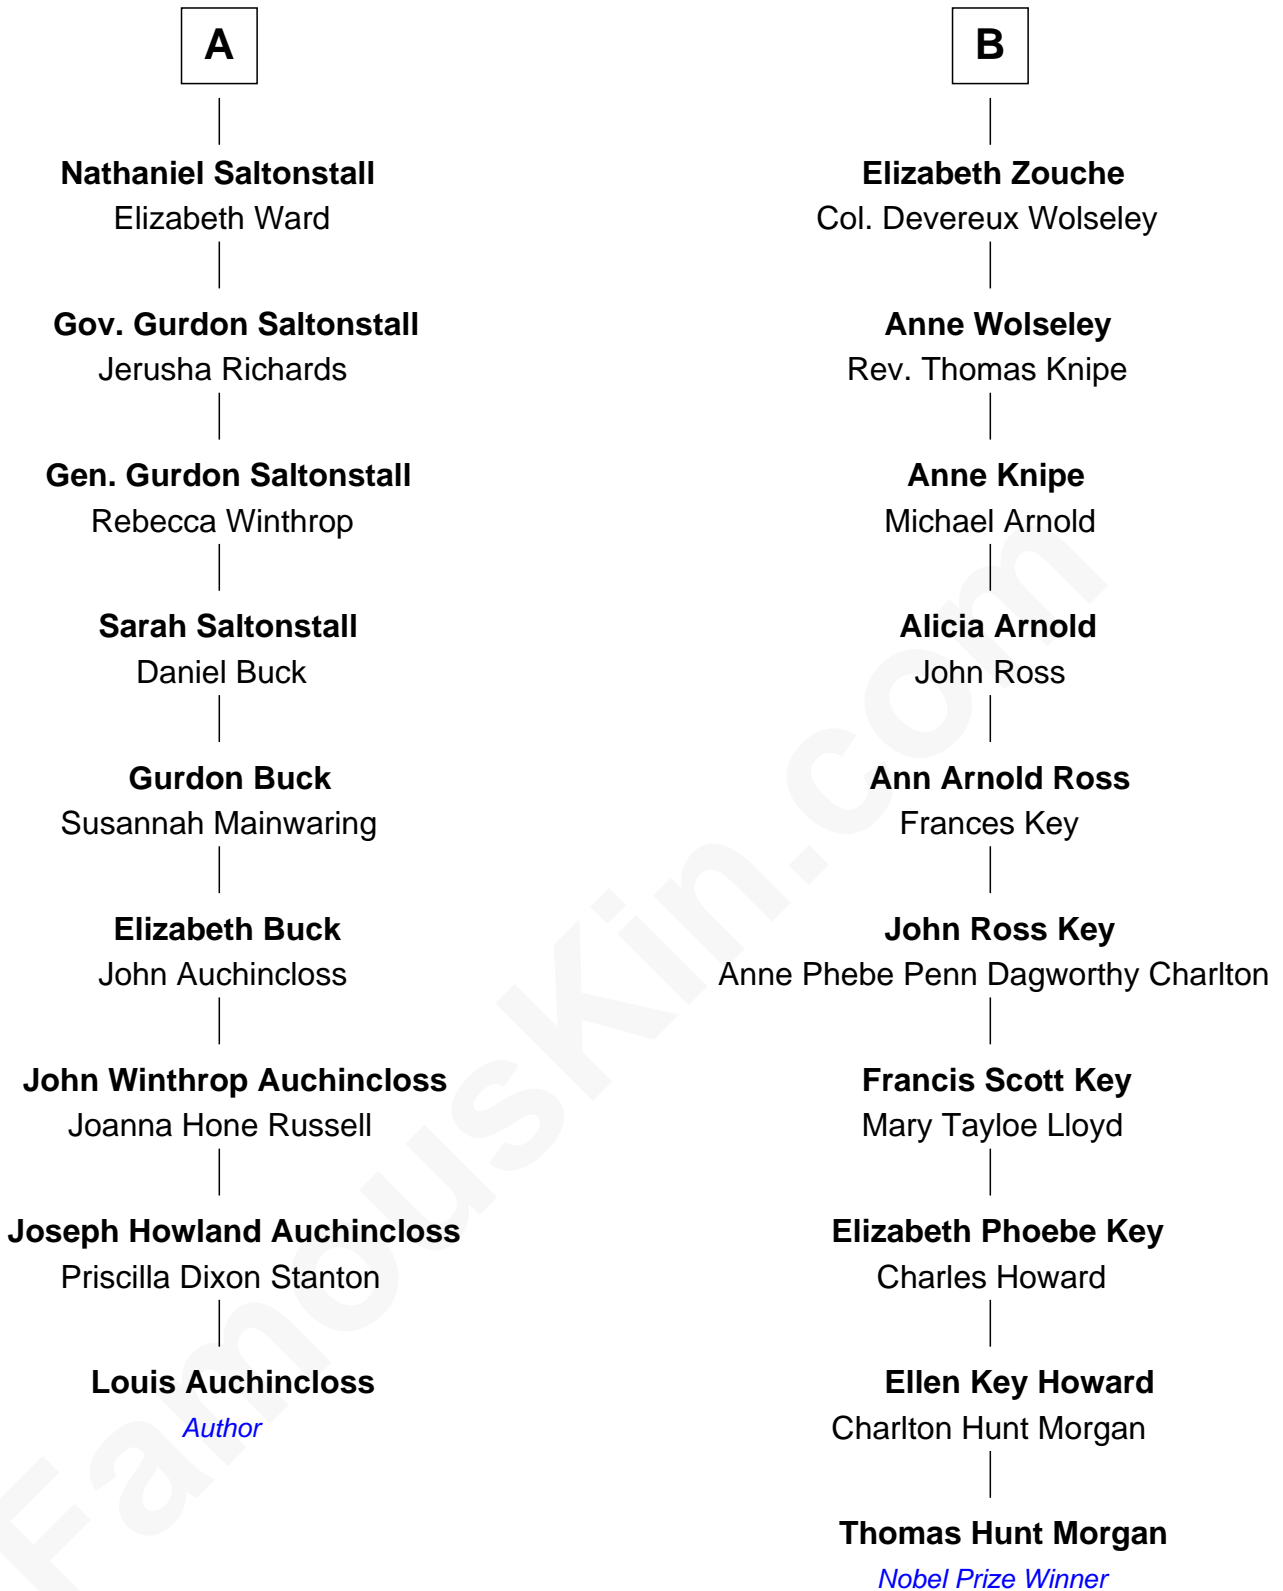 A
Nathaniel Saltonstall
Elizabeth Ward
Gov. Gurdon Saltonstall
Jerusha Richards
Gen. Gurdon Saltonstall
Rebecca Winthrop
Sarah Saltonstall
Daniel Buck
Gurdon Buck
Susannah Mainwaring
Elizabeth Buck
John Auchincloss
John Winthrop Auchincloss
Joanna Hone Russell
Joseph Howland Auchincloss
Priscilla Dixon Stanton
Louis Auchincloss
Author
B
Elizabeth Zouche
Col. Devereux Wolseley
Anne Wolseley
Rev. Thomas Knipe
Anne Knipe
Michael Arnold
Alicia Arnold
John Ross
Ann Arnold Ross
Frances Key
John Ross Key
Anne Phebe Penn Dagworthy Charlton
Francis Scott Key
Mary Tayloe Lloyd
Elizabeth Phoebe Key
Charles Howard
Ellen Key Howard
Charlton Hunt Morgan
Thomas Hunt Morgan
Nobel Prize Winner
FamousKin.com